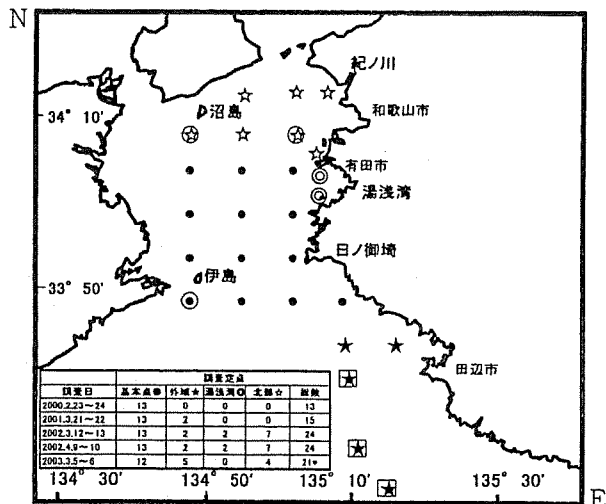 N
紀ノ川
34° 10'
沼島
和歌山市
有田市
湯浅湾
日ノ御埼
伊島
33° 50'
田辺市
調査定点
調査日 基本点● 外域★ 湯浅湾◎ 北部☆ 総数
2000.2.23~24 13 0 0 0 13
2001.3.21~22 13 2 0 0 15
2002.3.12~13 13 2 2 7 24
2002.4.9~10 13 2 2 7 24
2003.3.5~6 12 5 0 4 21*
134° 30' 134° 50' 135° 10' 135° 30'
E